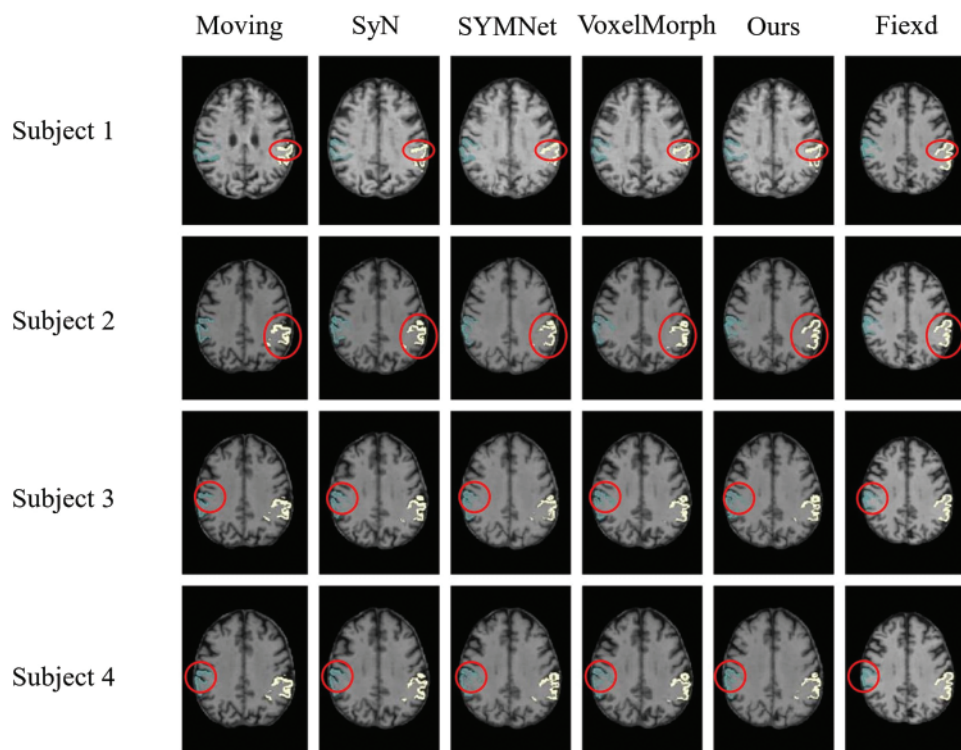 Moving SyN SYMNet VoxelMorph Ours Fiexd
Subject 1
Subject 2
Subject 3
Subject 4